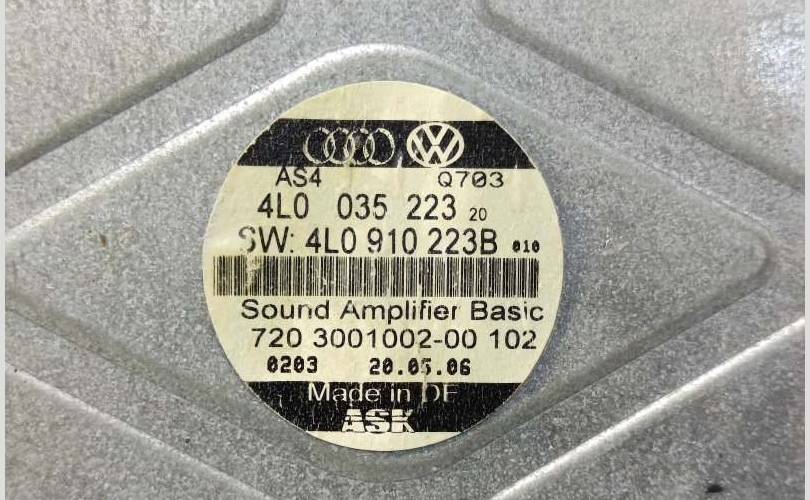 AS4 Q703
4L0 035 223 20
SW: 4L0 910 223B 010
Sound Amplifier Basic
720 3001002-00 102
0203 20.05.06
Made in DE
ASK